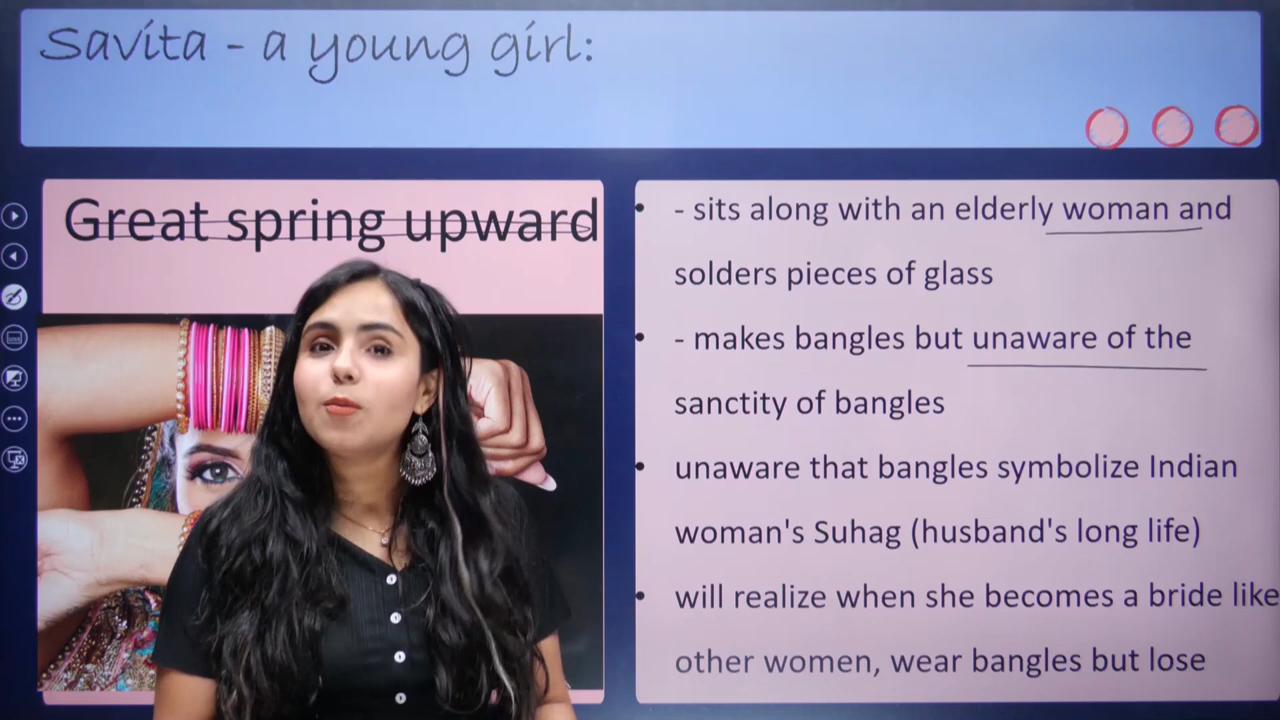 Savita - a young girl:
Great spring upward
- sits along with an elderly woman and
solders pieces of glass
- makes bangles but unaware of the
sanctity of bangles
unaware that bangles symbolize Indian
woman's Suhag (husband's long life)
will realize when she becomes a bride like
other women, wear bangles but lose